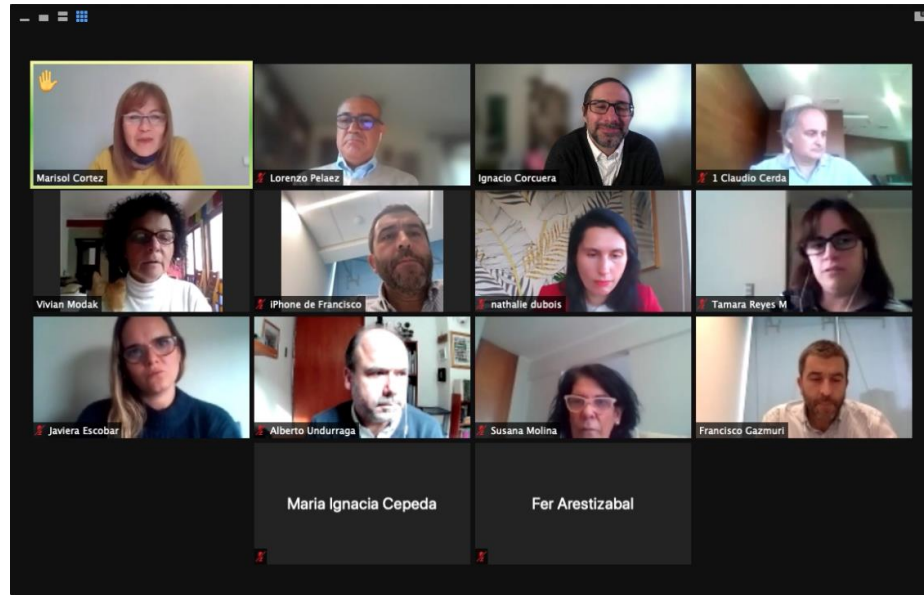 Marisol Cortez
Lorenzo Pelaez
Ignacio Corcuera
1 Claudio Cerda
Vivian Modak
iPhone de Francisco
nathalie dubois
Tamara Reyes M
Javiera Escobar
Alberto Undurraga
Susana Molina
Francisco Gazmuri
Maria Ignacia Cepeda
Fer Arestizabal